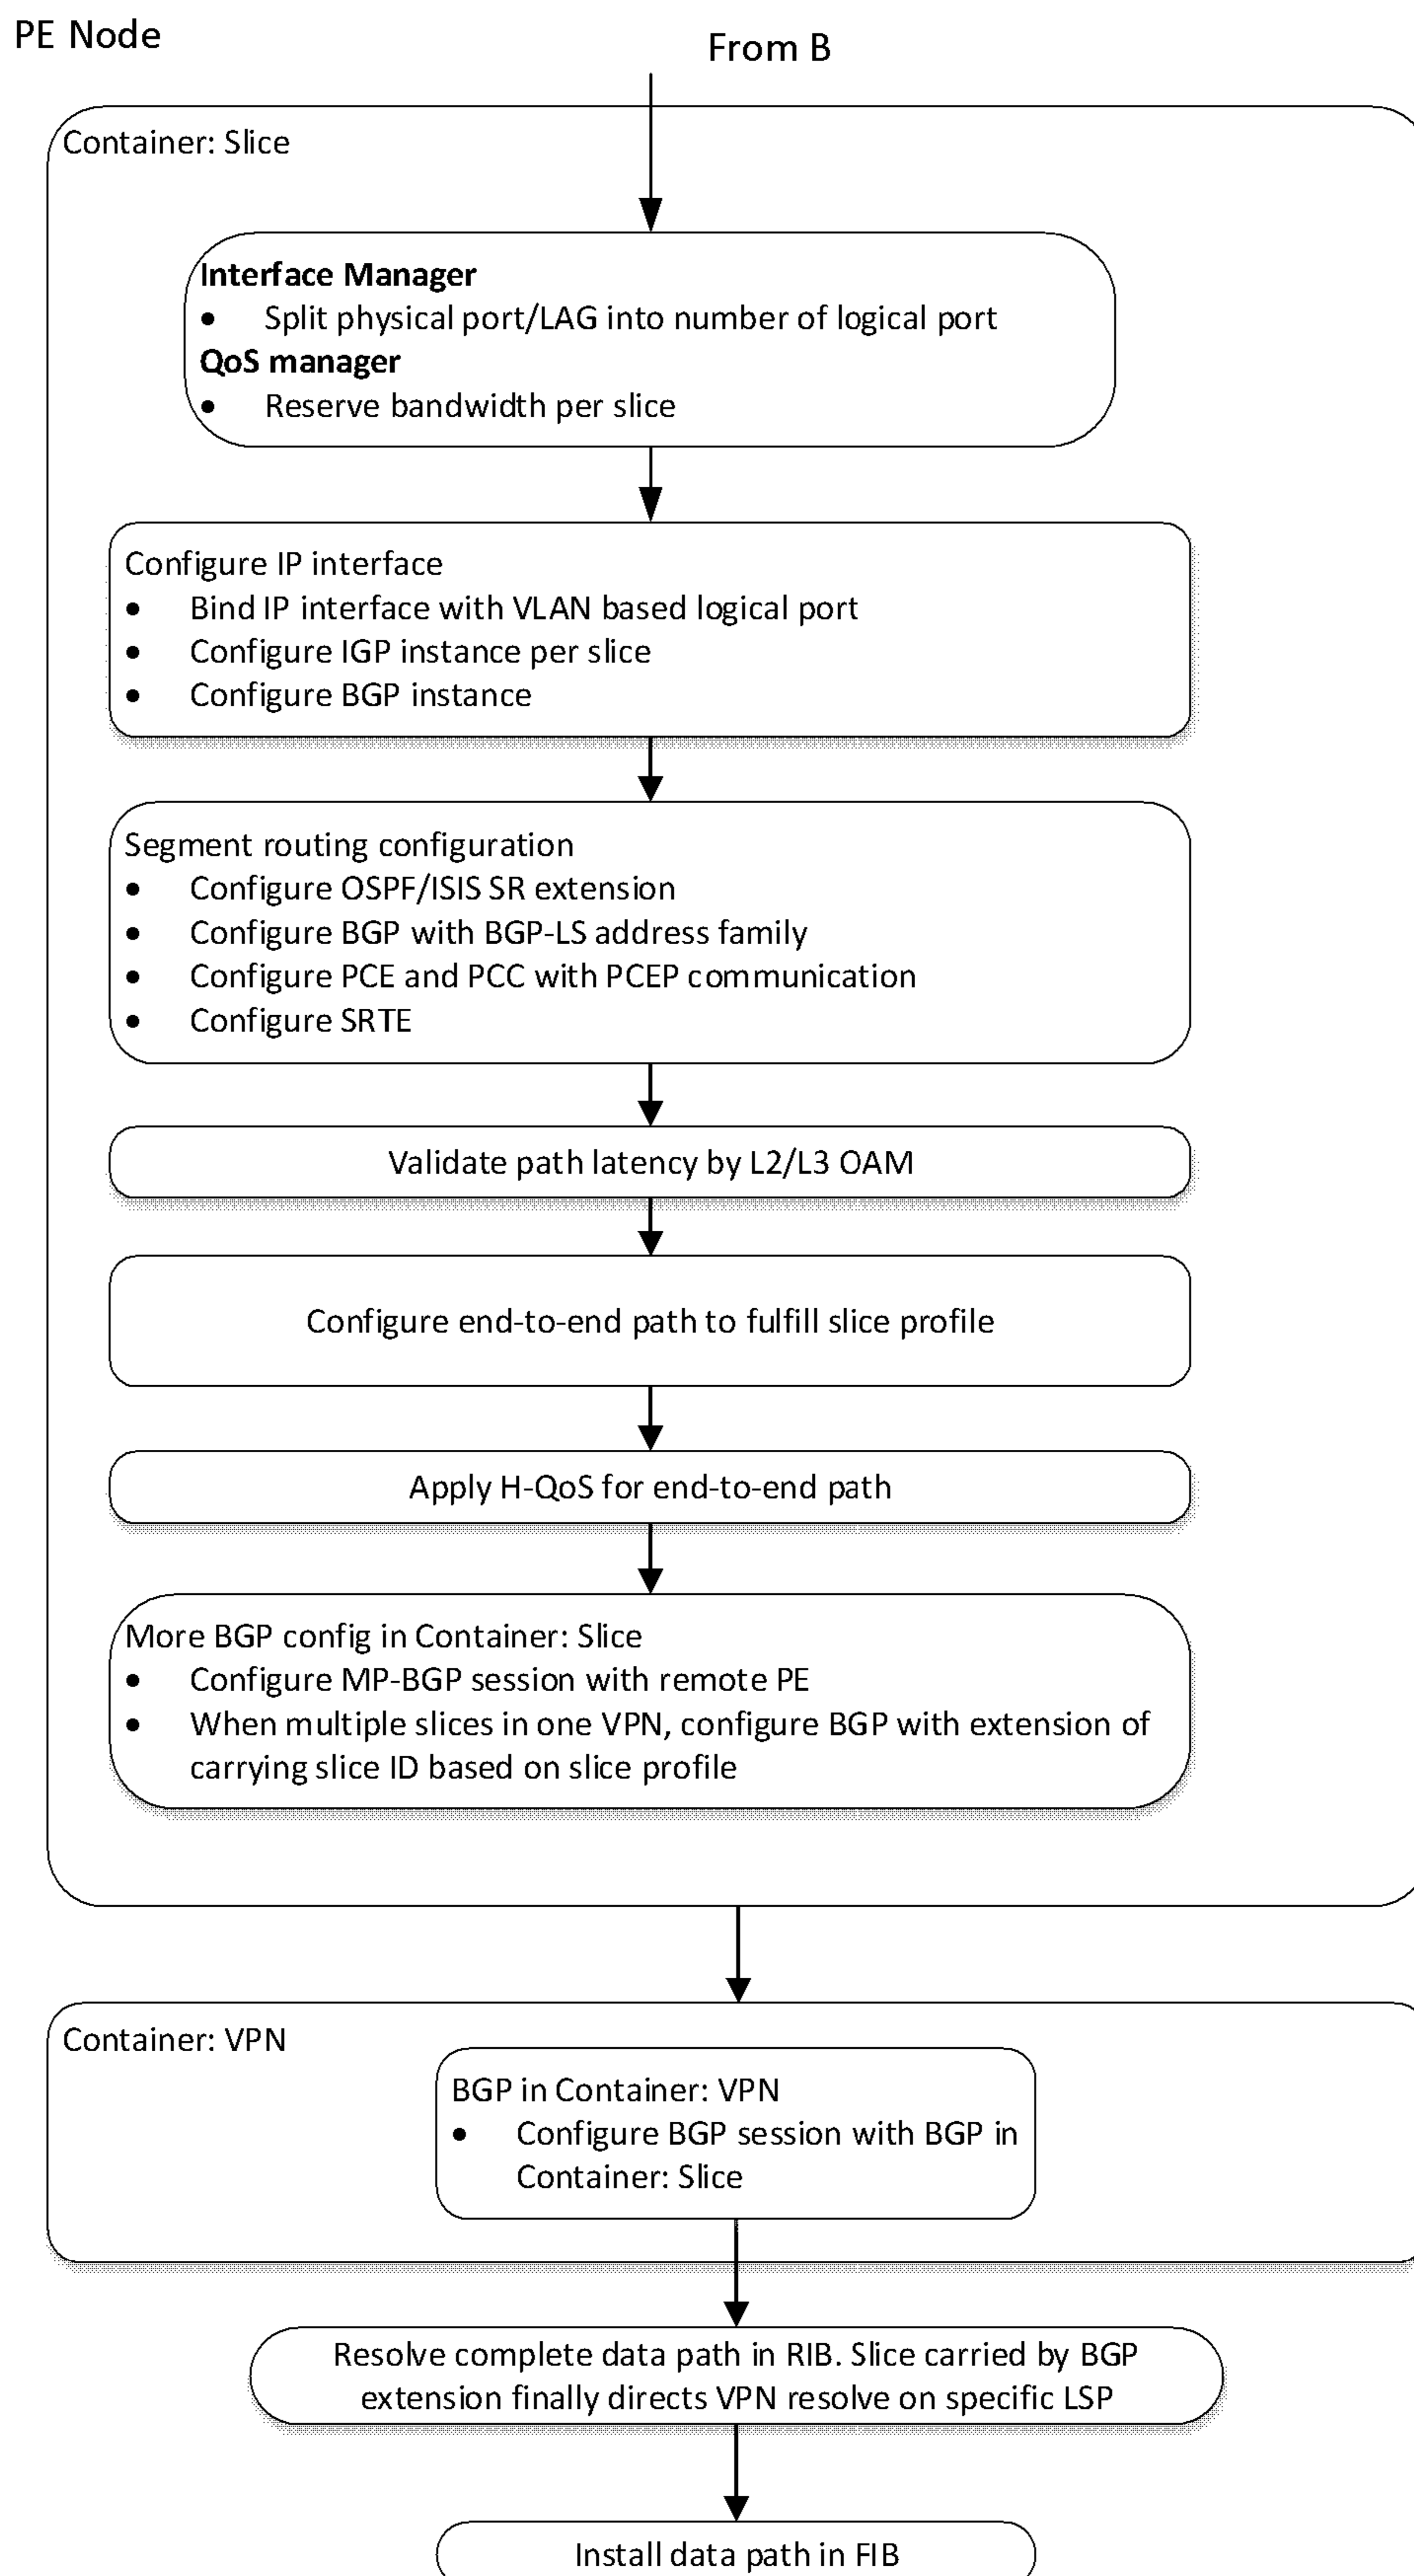 PE Node
From B
Container: Slice
Interface Manager
• Split physical port/LAG into number of logical port
QoS manager
• Reserve bandwidth per slice
Configure IP interface
• Bind IP interface with VLAN based logical port
• Configure IGP instance per slice
• Configure BGP instance
Segment routing configuration
• Configure OSPF/ISIS SR extension
• Configure BGP with BGP-LS address family
• Configure PCE and PCC with PCEP communication
• Configure SRTE
Validate path latency by L2/L3 OAM
Configure end-to-end path to fulfill slice profile
Apply H-QoS for end-to-end path
More BGP config in Container: Slice
• Configure MP-BGP session with remote PE
• When multiple slices in one VPN, configure BGP with extension of
carrying slice ID based on slice profile
Container: VPN
BGP in Container: VPN
• Configure BGP session with BGP in
Container: Slice
Resolve complete data path in RIB. Slice carried by BGP
extension finally directs VPN resolve on specific LSP
Install data path in FIB